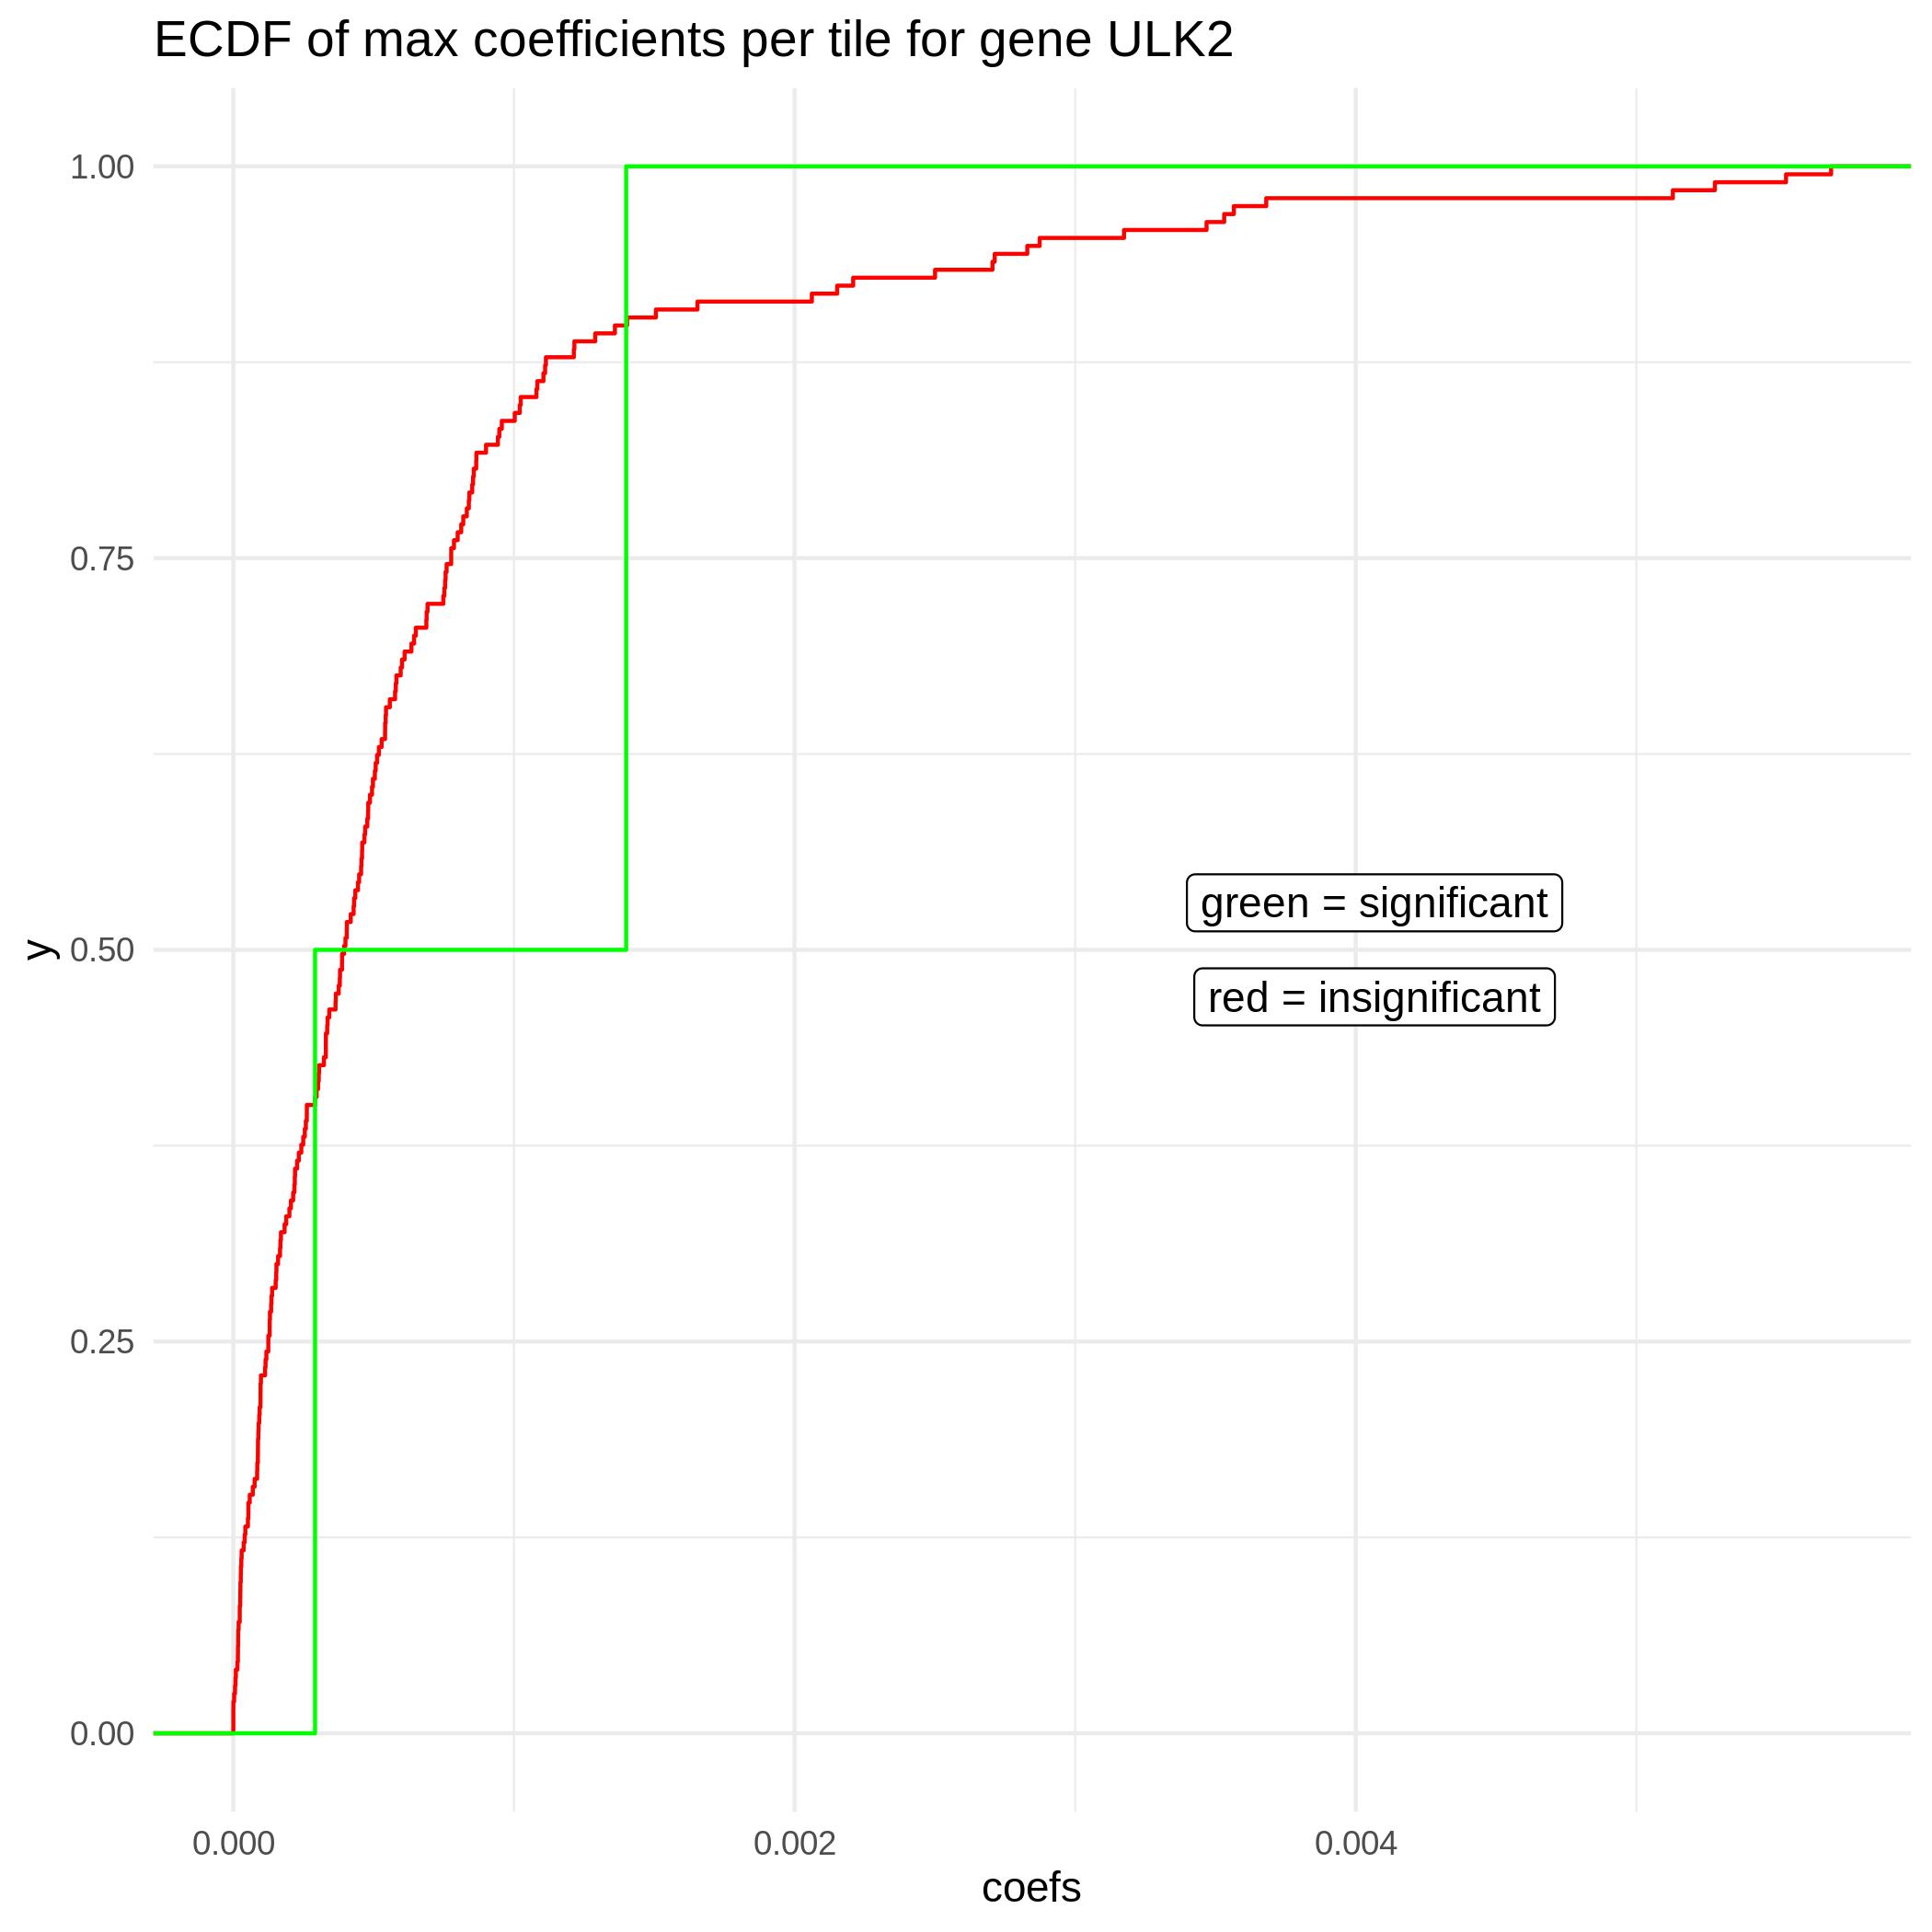 ECDF of max coefficients per tile for gene ULK2
1.00
0.75
0.50
0.25
0.00
y
green = significant
red = insignificant
0.000 0.002 0.004
coefs